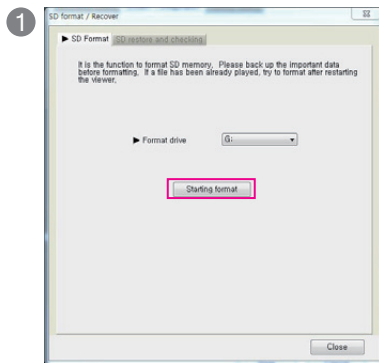 1
SD format / Recover
▶ SD Format SD restore and checking
It is the function to format SD memory, Please back up the important data
before formatting. If a file has been already played, try to format after restarting
the viewer,
▶ Format drive G:
Starting format
Close